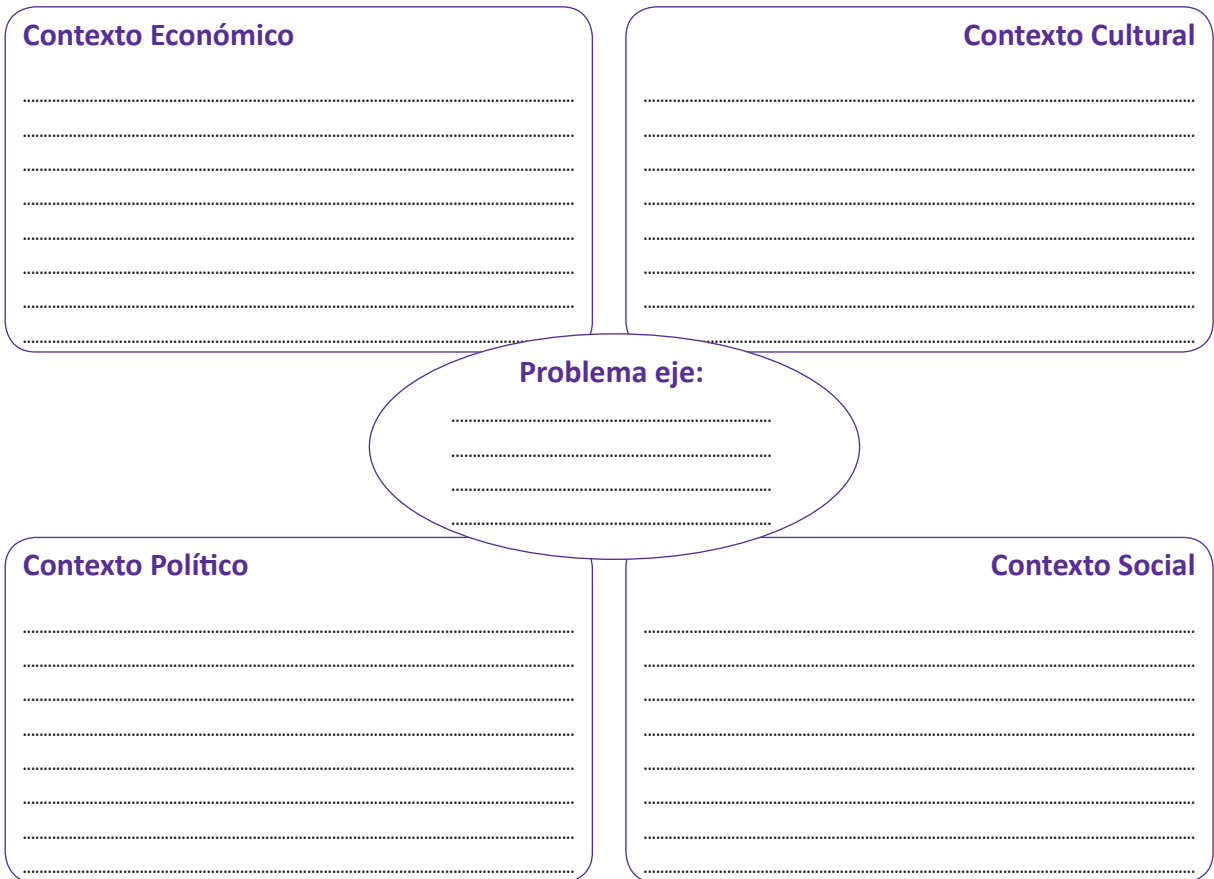 Contexto Económico
Contexto Cultural
Problema eje:
Contexto Político
Contexto Social